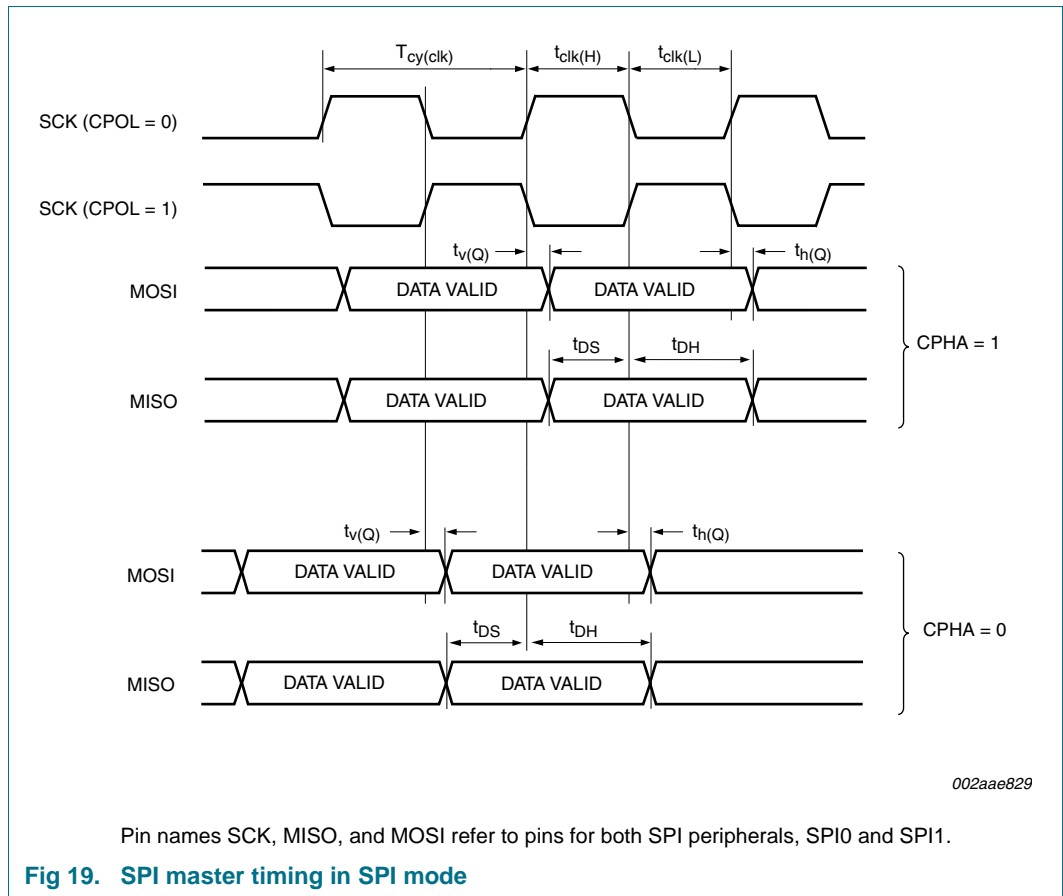 Tcy(clk) tclk(H) tclk(L)
SCK (CPOL = 0)
SCK (CPOL = 1)
tv(Q) th(Q)
MOSI DATA VALID DATA VALID
tDS tDH
MISO DATA VALID DATA VALID
CPHA = 1
tv(Q) th(Q)
MOSI DATA VALID DATA VALID
tDS tDH
MISO DATA VALID DATA VALID
CPHA = 0
002aae829
Pin names SCK, MISO, and MOSI refer to pins for both SPI peripherals, SPI0 and SPI1.
Fig 19. SPI master timing in SPI mode